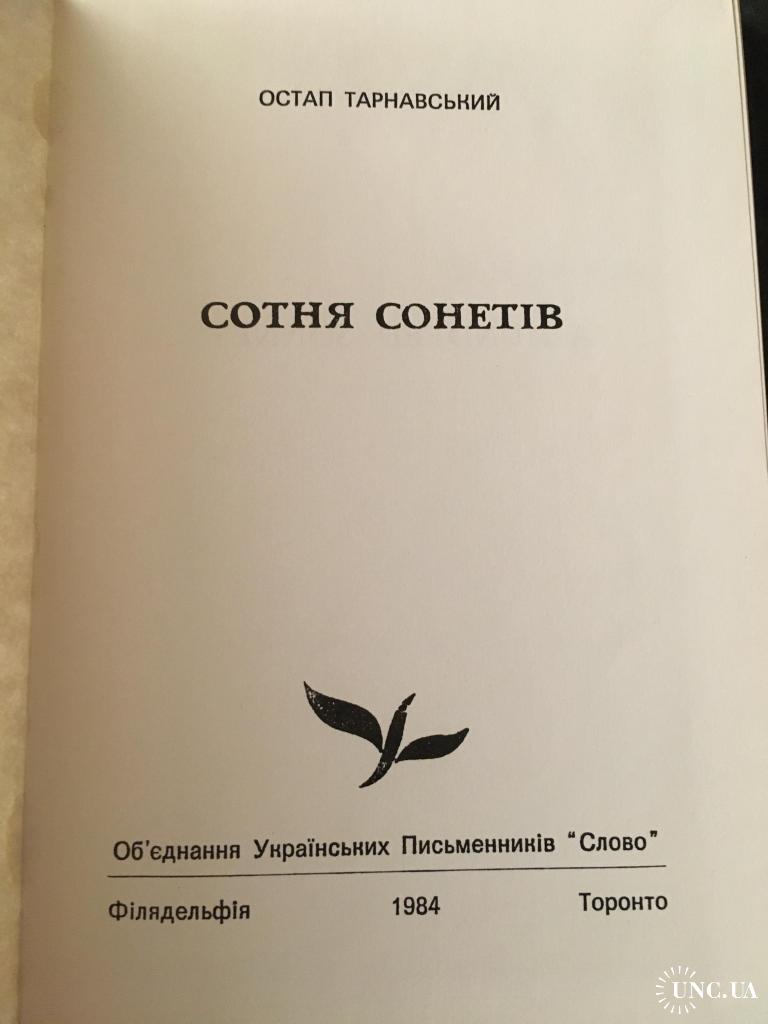 ОСТАП ТАРНАВСЬКИЙ
СОТНЯ СОНЕТІВ
Об'єднання Українських Письменників "Слово"
Філядельфія 1984 Торонто
UNC.UA